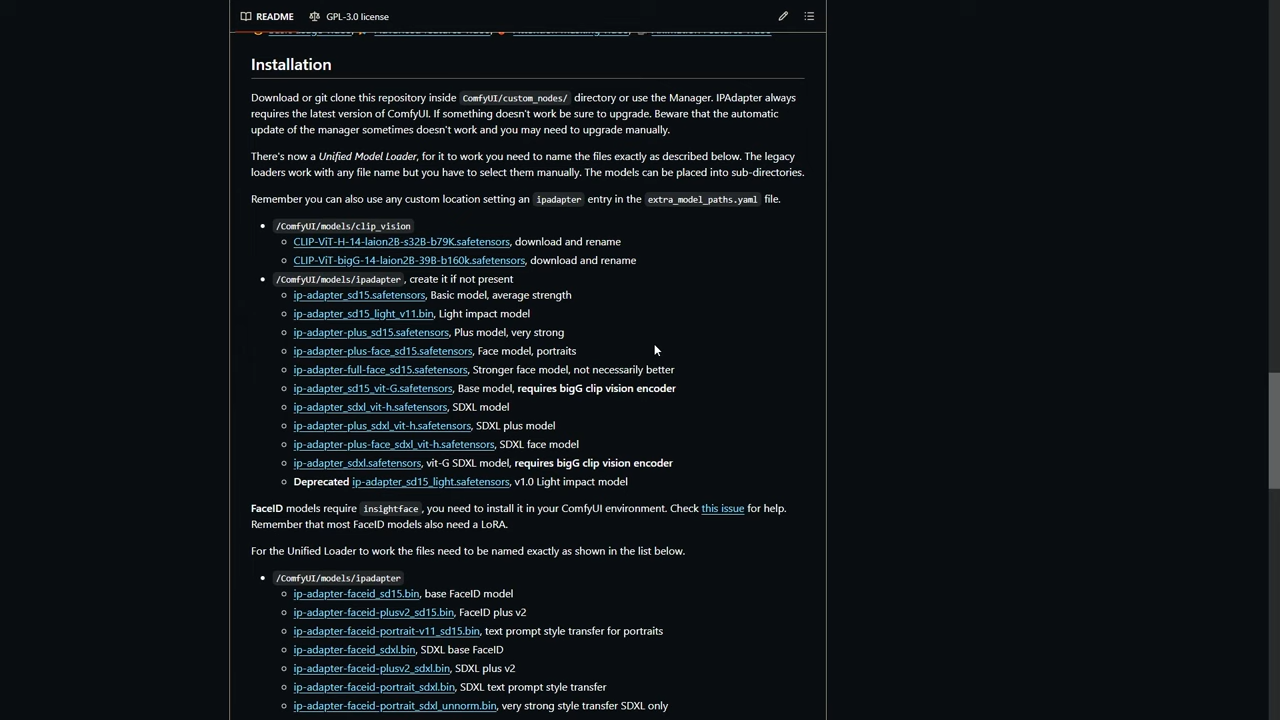 README
GPL-3.0 license
Installation
Download or git clone this repository inside ComfyUI/custom_nodes/ directory or use the Manager. IPAdapter always
requires the latest version of ComfyUI. If something doesn't work be sure to upgrade. Beware that the automatic
update of the manager sometimes doesn't work and you may need to upgrade manually.
There's now a Unified Model Loader, for it to work you need to name the files exactly as described below. The legacy
loaders work with any file name but you have to select them manually. The models can be placed into sub-directories.
Remember you can also use any custom location setting an ipadapter entry in the extra_model_paths.yaml file.
/ComfyUI/models/clip_vision
CLIP-ViT-H-14-laion2B-s32B-b79K.safetensors, download and rename
CLIP-ViT-bigG-14-laion2B-39B-b160k.safetensors, download and rename
/ComfyUI/models/ipadapter, create it if not present
ip-adapter_sd15.safetensors, Basic model, average strength
ip-adapter_sd15_light_v11.bin, Light impact model
ip-adapter-plus_sd15.safetensors, Plus model, very strong
ip-adapter-plus-face_sd15.safetensors, Face model, portraits
ip-adapter-full-face_sd15.safetensors, Stronger face model, not necessarily better
ip-adapter_sd15_vit-G.safetensors, Base model, requires bigG clip vision encoder
ip-adapter_sdxl_vit-h.safetensors, SDXL model
ip-adapter-plus_sdxl_vit-h.safetensors, SDXL plus model
ip-adapter-plus-face_sdxl_vit-h.safetensors, SDXL face model
ip-adapter_sdxl.safetensors, vit-G SDXL model, requires bigG clip vision encoder
Deprecated ip-adapter_sd15_light.safetensors, v1.0 Light impact model
FaceID models require insightface, you need to install it in your ComfyUI environment. Check this issue for help.
Remember that most FaceID models also need a LoRA.
For the Unified Loader to work the files need to be named exactly as shown in the list below.
/ComfyUI/models/ipadapter
ip-adapter-faceid_sd15.bin, base FaceID model
ip-adapter-faceid-plusv2_sd15.bin, FaceID plus v2
ip-adapter-faceid-portrait-v11_sd15.bin, text prompt style transfer for portraits
ip-adapter-faceid_sdxl.bin, SDXL base FaceID
ip-adapter-faceid-plusv2_sdxl.bin, SDXL plus v2
ip-adapter-faceid-portrait_sdxl.bin, SDXL text prompt style transfer
ip-adapter-faceid-portrait_sdxl_unnorm.bin, very strong style transfer SDXL only